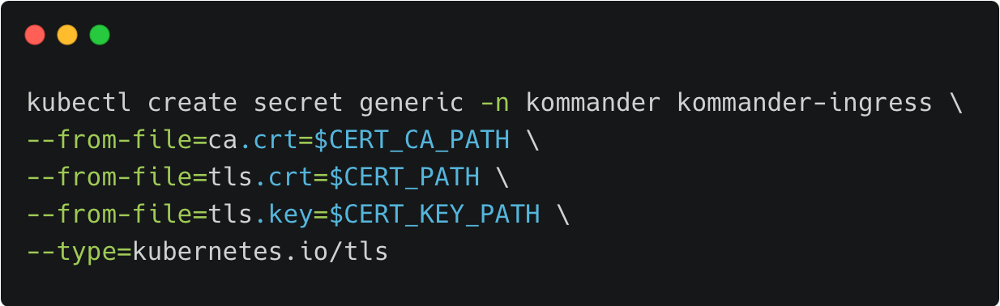 kubectl create secret generic -n kommander kommander-ingress \
--from-file=ca.crt=$CERT_CA_PATH \
--from-file=tls.crt=$CERT_PATH \
--from-file=tls.key=$CERT_KEY_PATH \
--type=kubernetes.io/tls